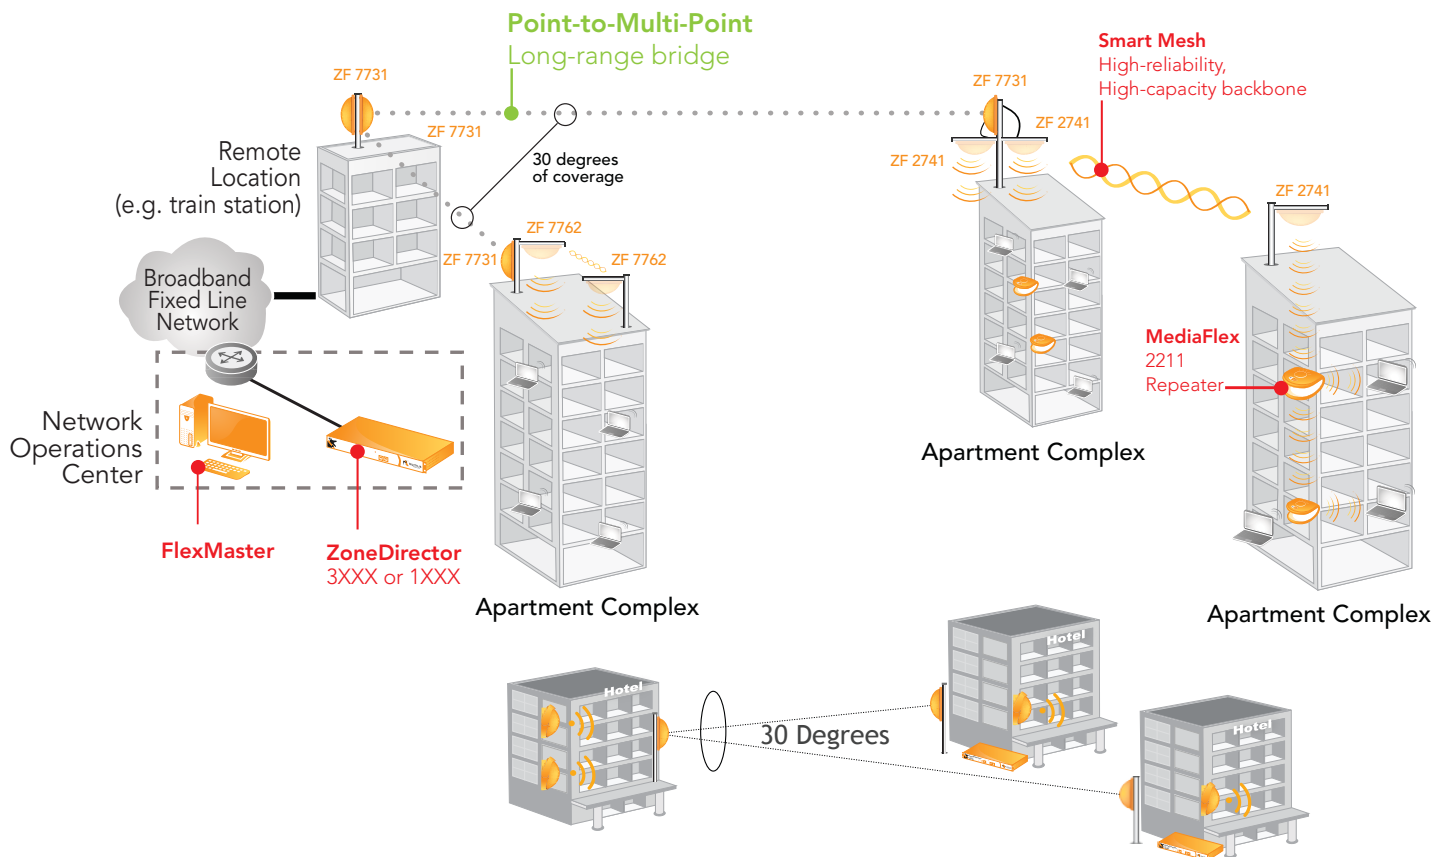 Point-to-Multi-Point
Long-range bridge
Smart Mesh
High-reliability,
High-capacity backbone
ZF 7731
ZF 7731
ZF 7731
ZF 2741
ZF 2741
ZF 2741
30 degrees
of coverage
Remote
Location
(e.g. train station)
ZF 7762
ZF 7731
ZF 7762
Broadband
Fixed Line
Network
MediaFlex
2211
Repeater
Network
Operations
Center
Apartment Complex
FlexMaster
ZoneDirector
3XXX or 1XXX
Apartment Complex
Apartment Complex
Hotel
Hotel
Hotel
30 Degrees